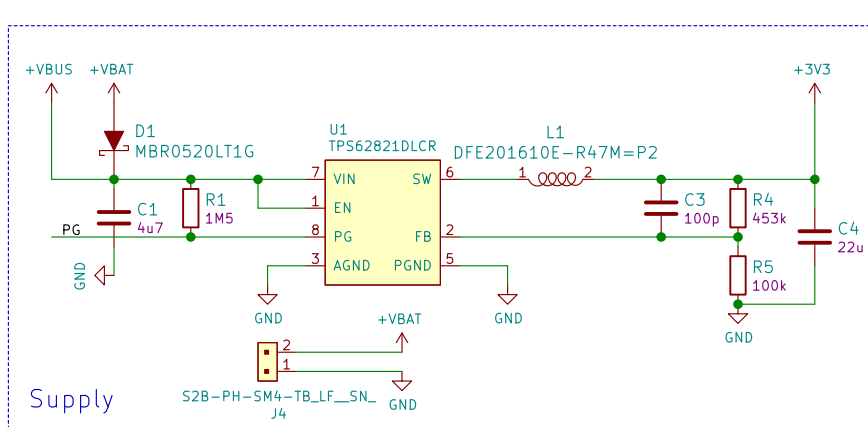 +VBUS
+VBAT
+3V3
D1
MBR0520LT1G
U1
TPS62821DLCR
L1
DFE201610E-R47M=P2
7
VIN
SW
6
1
2
C1
4u7
R1
1M5
1
EN
C3
100p
R4
453k
C4
22u
PG
8
PG
FB
2
GND
3
AGND
PGND
5
R5
100k
GND
GND
GND
+VBAT
2
1
S2B-PH-SM4-TB_LF__SN_
GND
J4
Supply